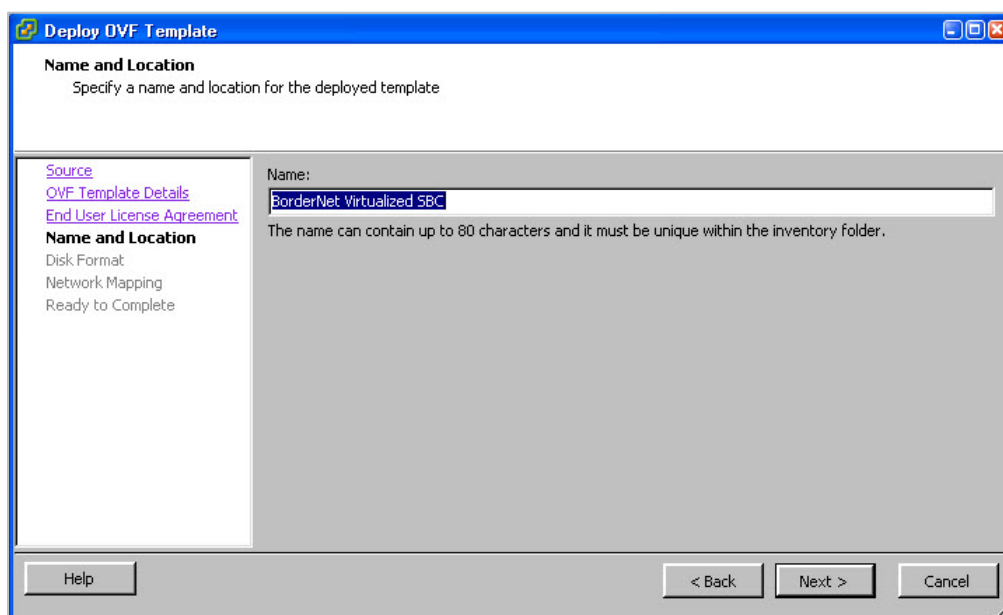 Deploy OVF Template
Name and Location
Specify a name and location for the deployed template
Source
OVF Template Details
End User License Agreement
Name and Location
Disk Format
Network Mapping
Ready to Complete
Name:
BorderNet Virtualized SBC
The name can contain up to 80 characters and it must be unique within the inventory folder.
Help
< Back
Next >
Cancel